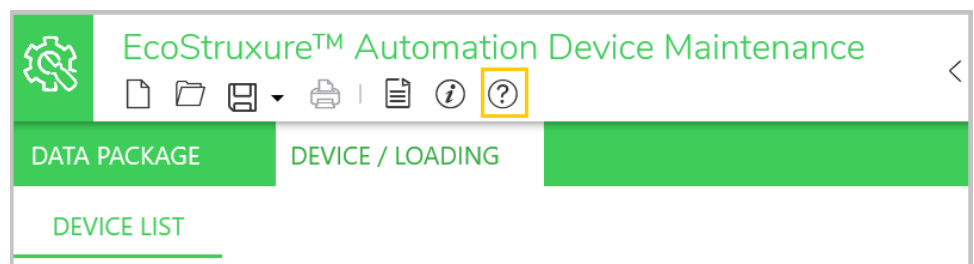 EcoStruxure™ Automation Device Maintenance
DATA PACKAGE
DEVICE / LOADING
DEVICE LIST